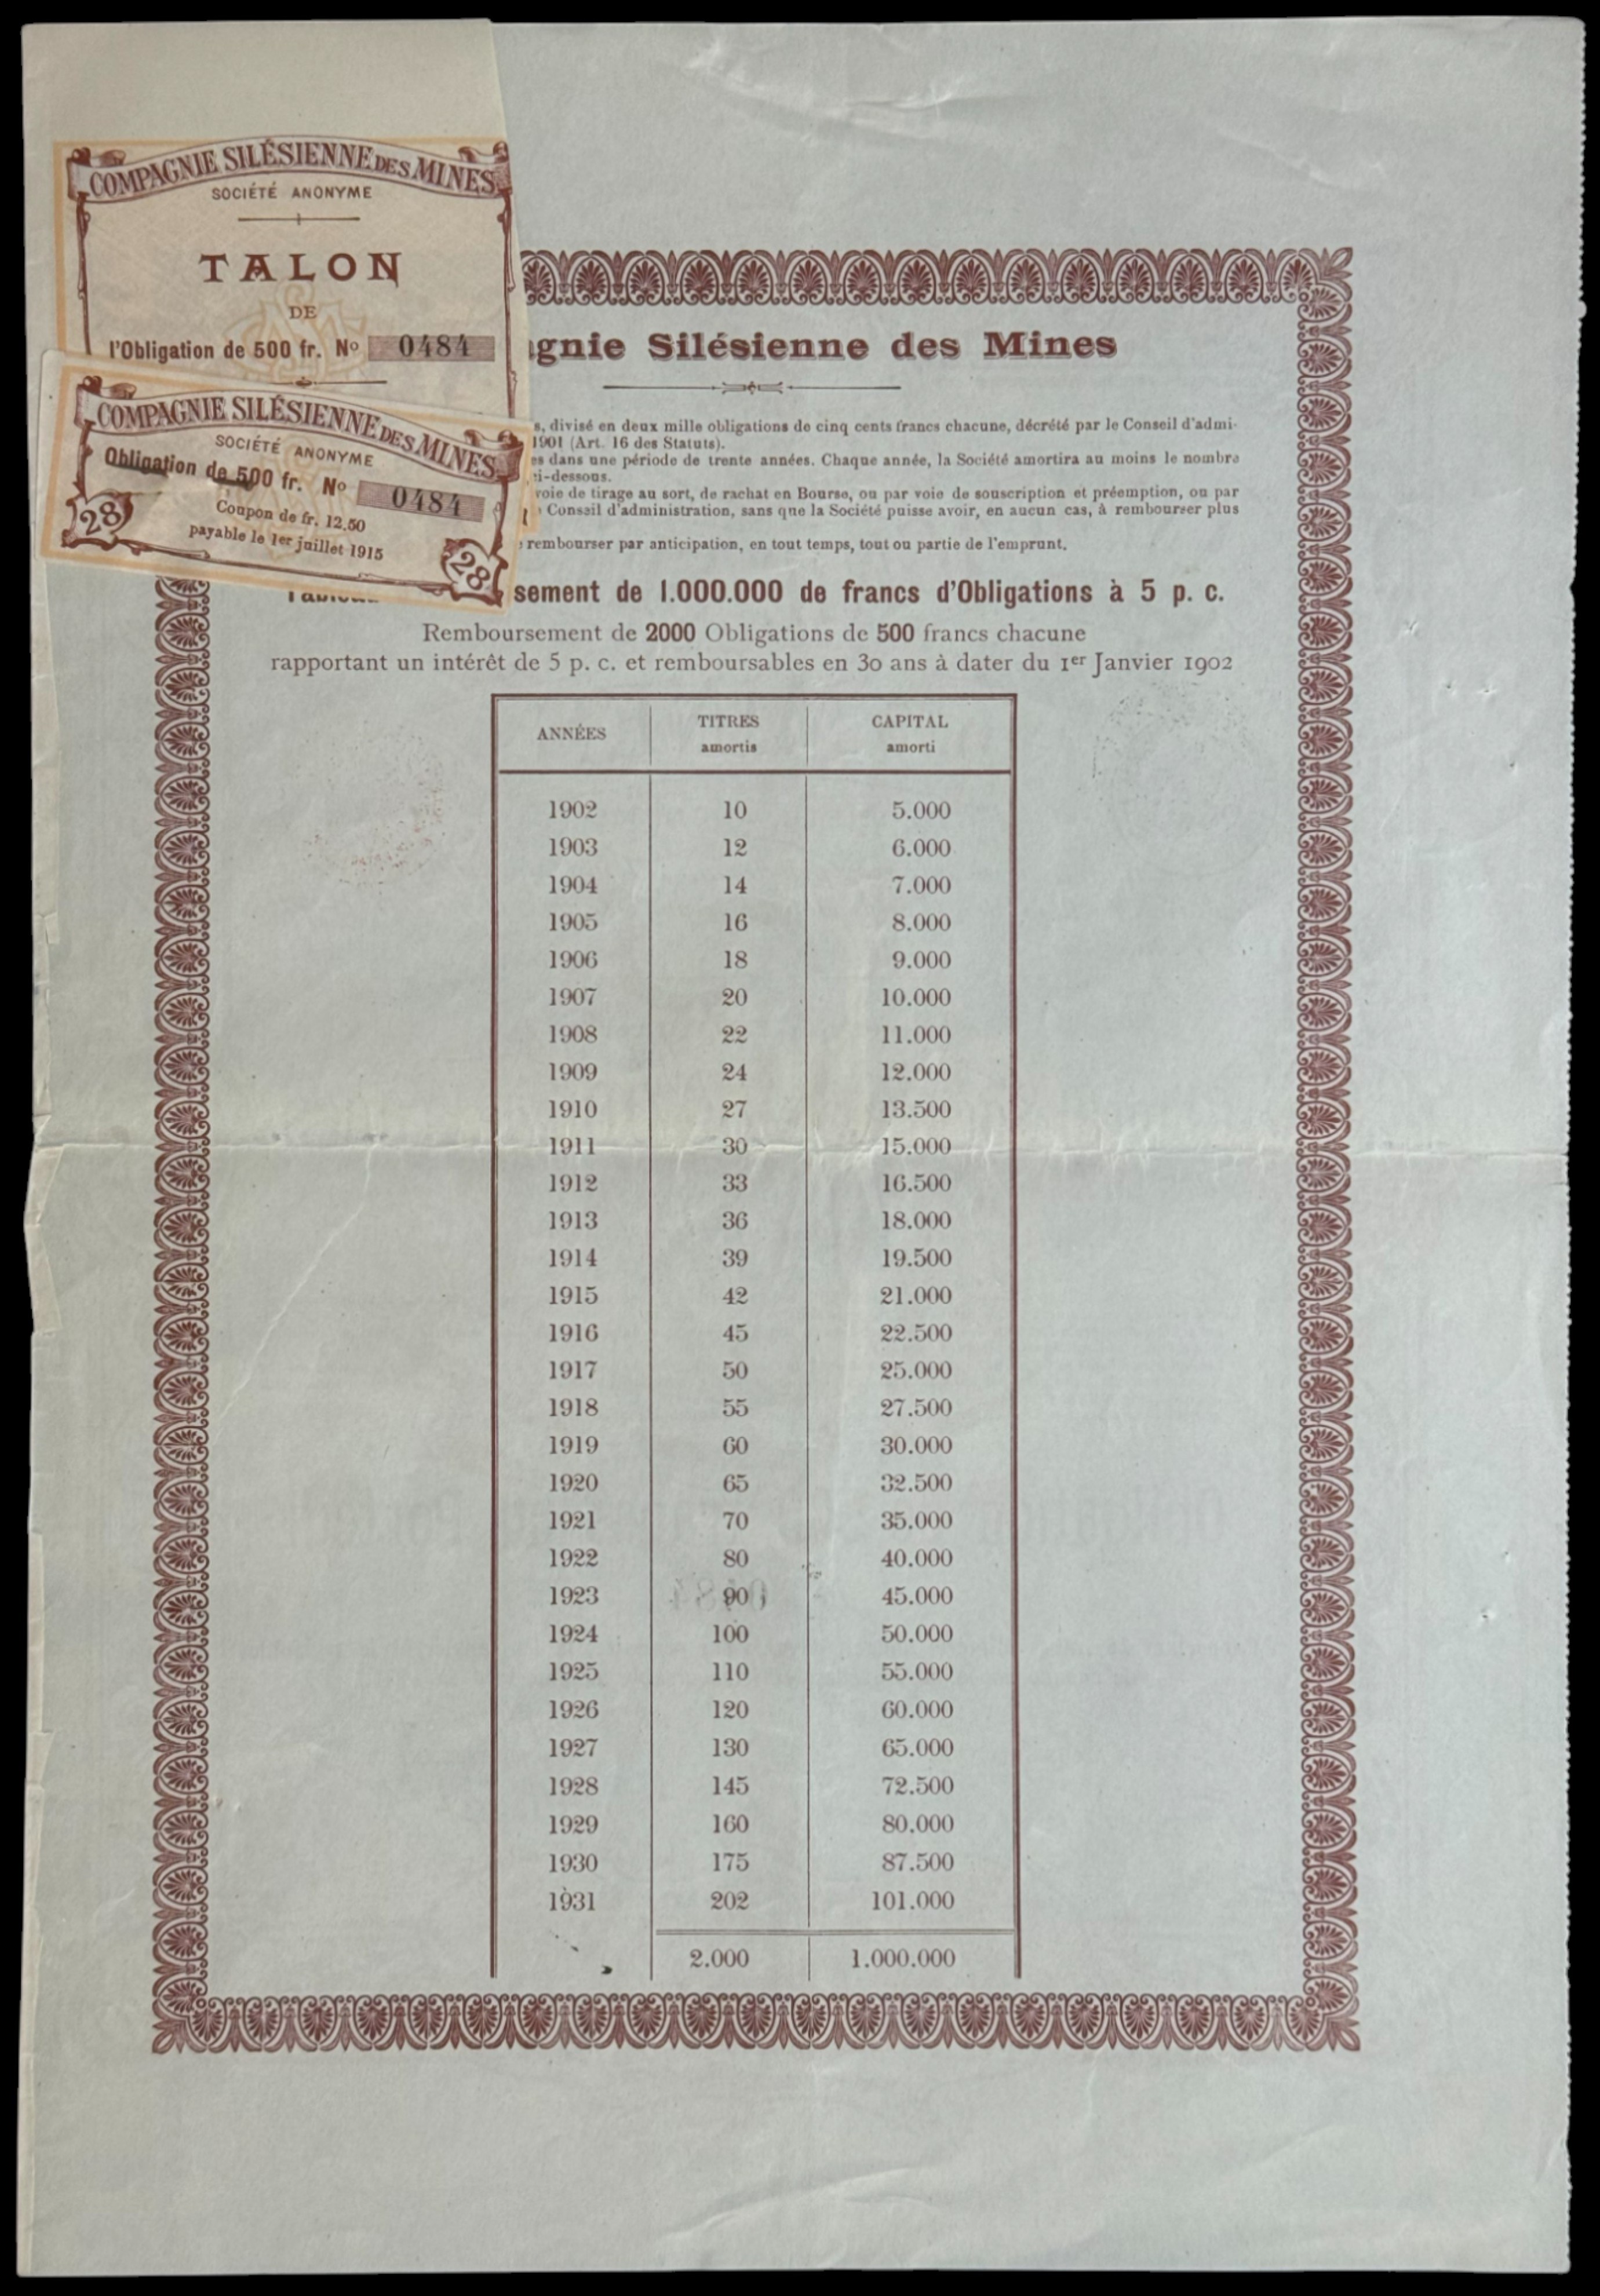 COMPAGNIE SILÉSIENNE DES MINES
SOCIÉTÉ ANONYME
TALON
DE
l'Obligation de 500 fr. No 0484
COMPAGNIE SILÉSIENNE DES MINES
SOCIÉTÉ ANONYME
Obligation de 500 fr. No 0484
Coupon de fr. 12.50
payable le 1er juillet 1915
28
28
Silésienne des Mines
divisé en deux mille obligations de cinq cents francs chacune, décrété par le Conseil d'admi-
1901 (Art. 16 des Statuts).
dans une période de trente années. Chaque année, la Société amortira au moins le nombre
ci-dessous.
voie de tirage au sort, de rachat en Bourse, ou par voie de souscription et préemption, ou par
Conseil d'administration, sans que la Société puisse avoir, en aucun cas, à rembourser plus
rembourser par anticipation, en tout temps, tout ou partie de l'emprunt.
sement de 1.000.000 de francs d'Obligations à 5 p. c.
Remboursement de 2000 Obligations de 500 francs chacune
rapportant un intérêt de 5 p. c. et remboursables en 30 ans à dater du 1er Janvier 1902
ANNÉES TITRES amortis CAPITAL amorti
1902 10 5.000
1903 12 6.000
1904 14 7.000
1905 16 8.000
1906 18 9.000
1907 20 10.000
1908 22 11.000
1909 24 12.000
1910 27 13.500
1911 30 15.000
1912 33 16.500
1913 36 18.000
1914 39 19.500
1915 42 21.000
1916 45 22.500
1917 50 25.000
1918 55 27.500
1919 60 30.000
1920 65 32.500
1921 70 35.000
1922 80 40.000
1923 90 45.000
1924 100 50.000
1925 110 55.000
1926 120 60.000
1927 130 65.000
1928 145 72.500
1929 160 80.000
1930 175 87.500
1931 202 101.000
2.000 1.000.000